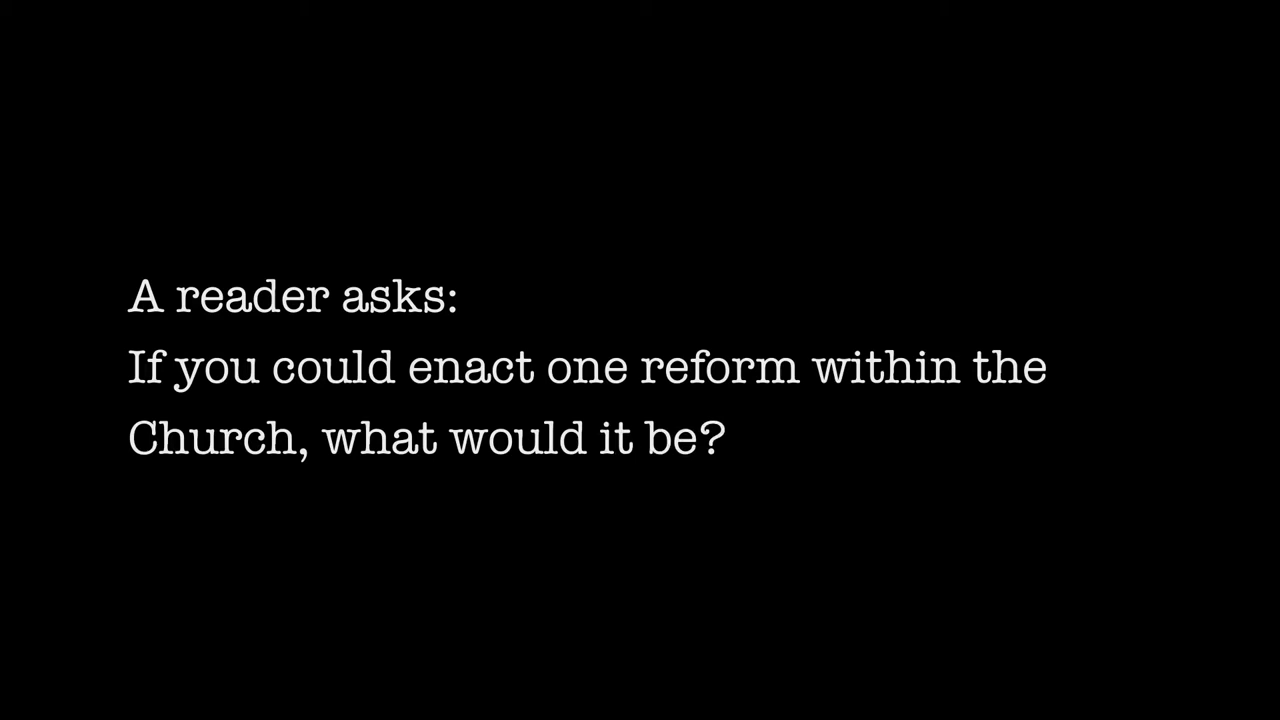 A reader asks:
If you could enact one reform within the
Church, what would it be?